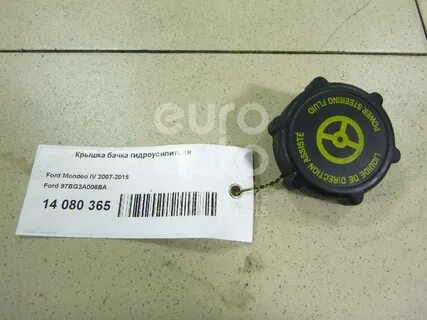 Крышка бачка гидроусилителя
Ford Mondeo IV 2007-2015
Ford 97BG3A006BA
14 080 365
POWER STEERING FLUID
LIQUIDE DE DIRECTION ASSISTÉ
euro